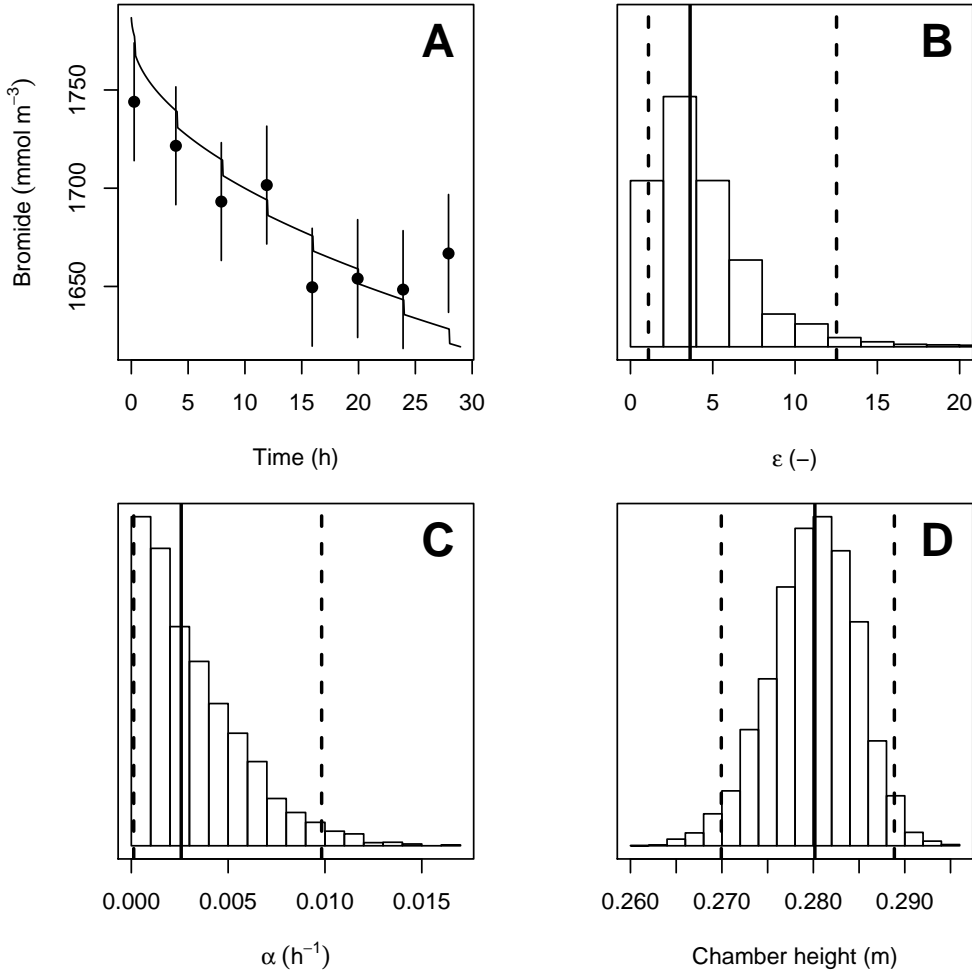 A
Bromide (mmol m⁻³)
1750
1700
1650
0 5 10 15 20 25 30
Time (h)
B
0 5 10 15 20
ε (−)
C
0.000 0.005 0.010 0.015
α (h⁻¹)
D
0.260 0.270 0.280 0.290
Chamber height (m)